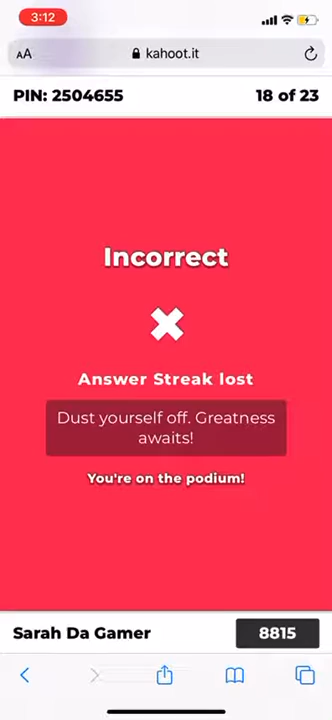 3:12
AA kahoot.it
PIN: 2504655 18 of 23
Incorrect
Answer Streak lost
Dust yourself off. Greatness
awaits!
You're on the podium!
Sarah Da Gamer 8815